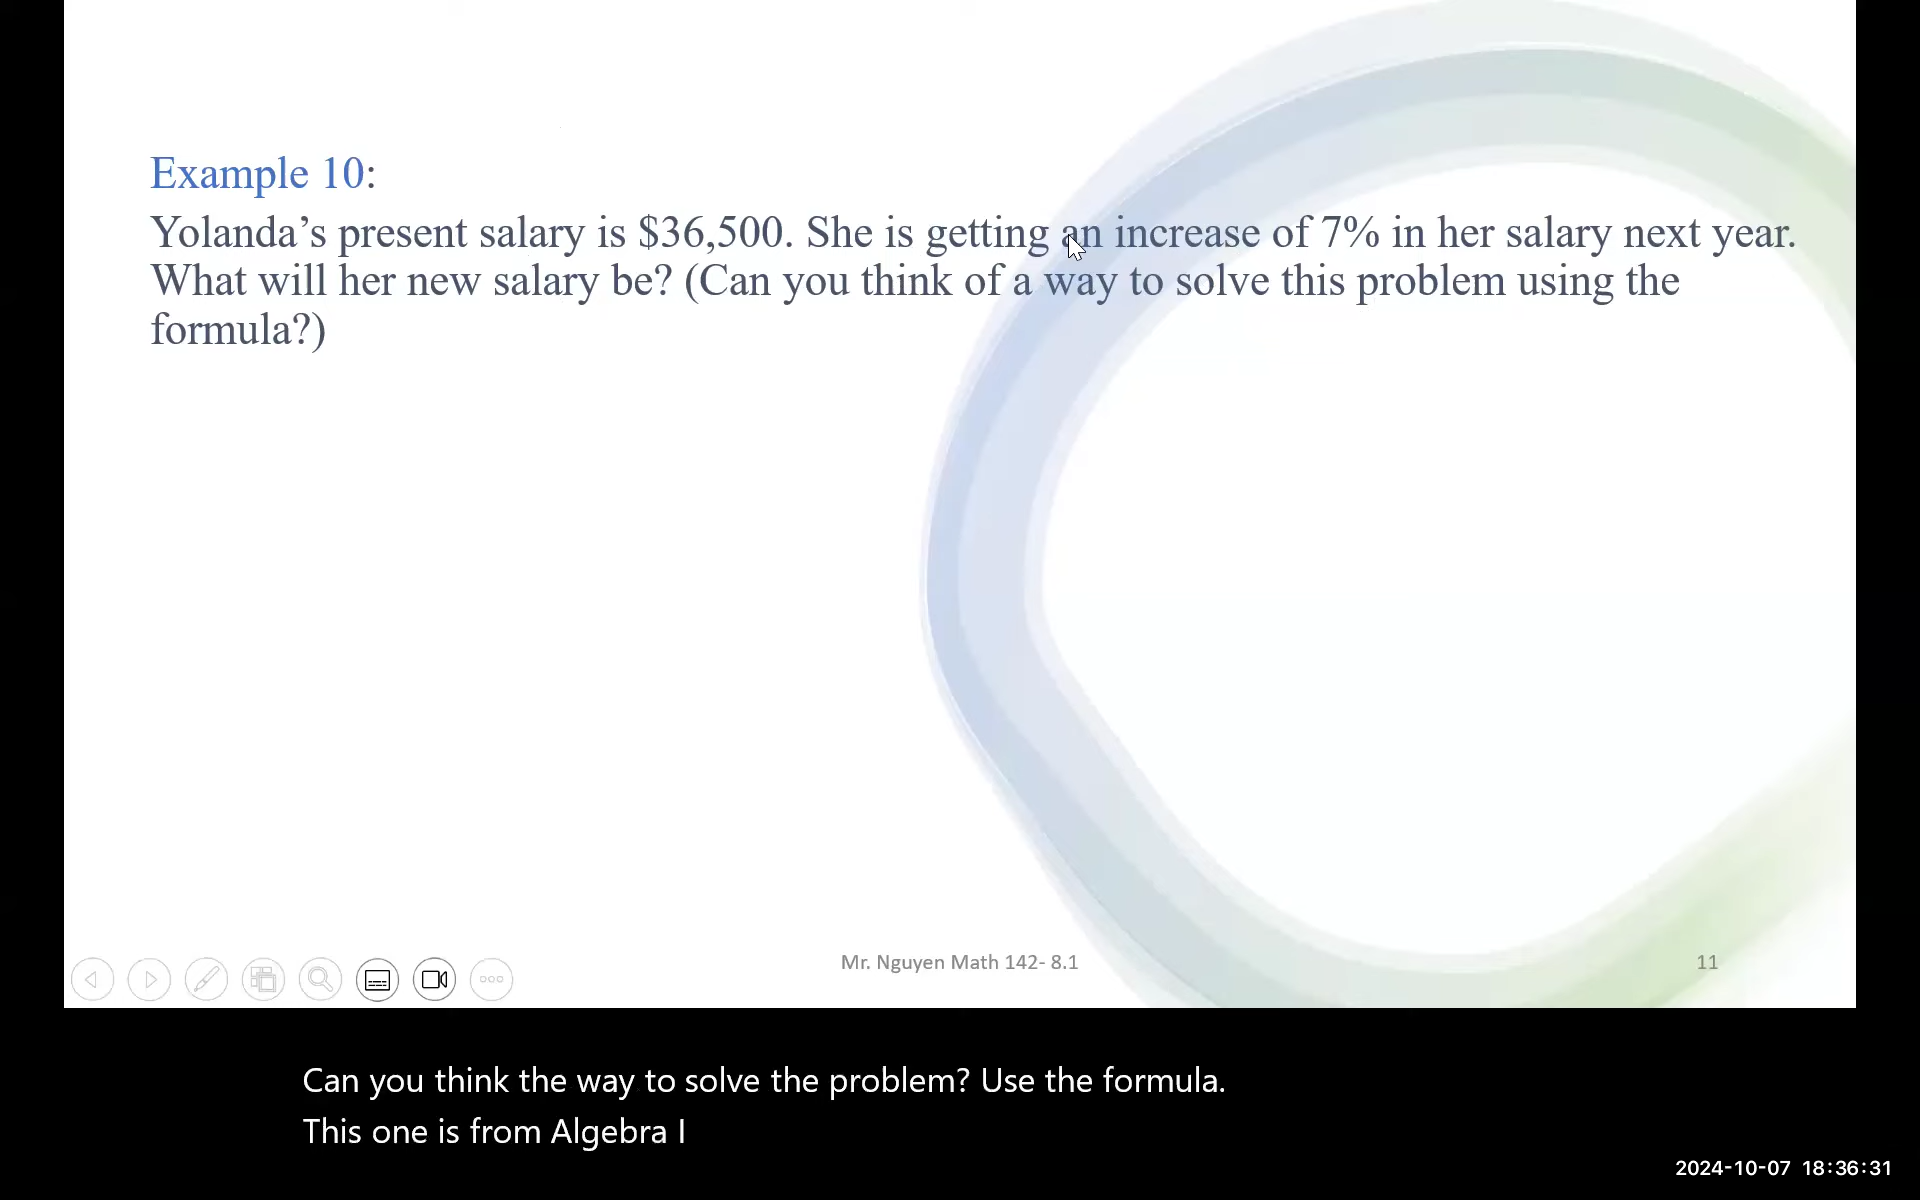 Example 10:
Yolanda’s present salary is $36,500. She is getting an increase of 7% in her salary next year.
What will her new salary be? (Can you think of a way to solve this problem using the
formula?)
Mr. Nguyen Math 142- 8.1
11
Can you think the way to solve the problem? Use the formula.
This one is from Algebra I
2024-10-07 18:36:31